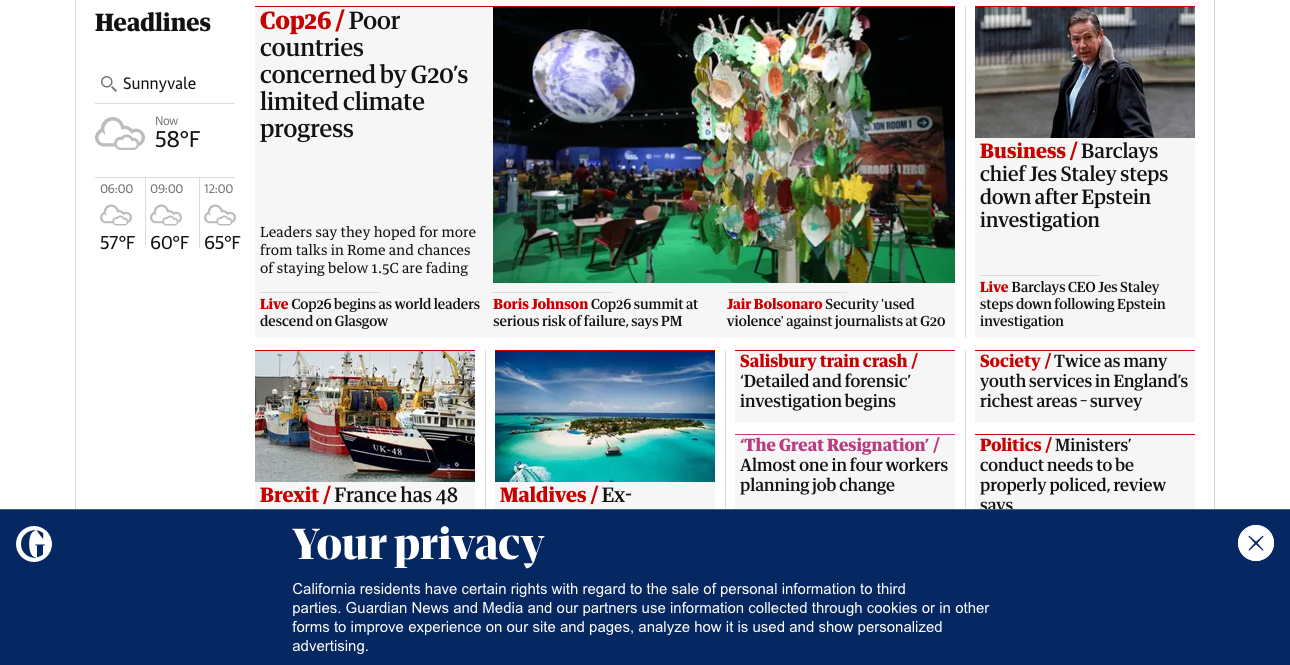 Headlines
Sunnyvale
Now
58°F
06:00
09:00
12:00
57°F
60°F
65°F
Cop26 / Poor
countries
concerned by G20's
limited climate
progress
Leaders say they hoped for more
from talks in Rome and chances
of staying below 1.5C are fading
ION ROOM 1
Live Cop26 begins as world leaders
descend on Glasgow
Boris Johnson Cop26 summit at
serious risk of failure, says PM
Jair Bolsonaro Security 'used
violence' against journalists at G20
Business / Barclays
chief Jes Staley steps
down after Epstein
investigation
Live Barclays CEO Jes Staley
steps down following Epstein
investigation
UK-48
Brexit / France has 48
Maldives / Ex-
Salisbury train crash /
‘Detailed and forensic’
investigation begins
‘The Great Resignation’ /
Almost one in four workers
planning job change
Society / Twice as many
youth services in England’s
richest areas – survey
Politics / Ministers’
conduct needs to be
properly policed, review
says
G
Your privacy
California residents have certain rights with regard to the sale of personal information to third
parties. Guardian News and Media and our partners use information collected through cookies or in other
forms to improve experience on our site and pages, analyze how it is used and show personalized
advertising.